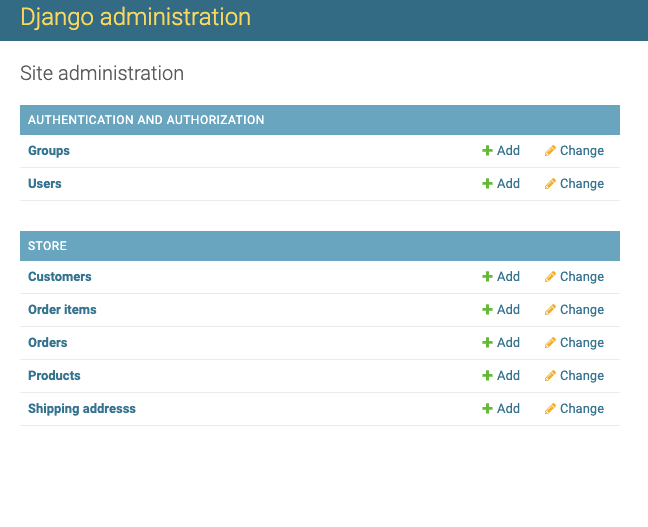 Django administration
Site administration
AUTHENTICATION AND AUTHORIZATION
Groups Add Change
Users Add Change
STORE
Customers Add Change
Order items Add Change
Orders Add Change
Products Add Change
Shipping addresss Add Change